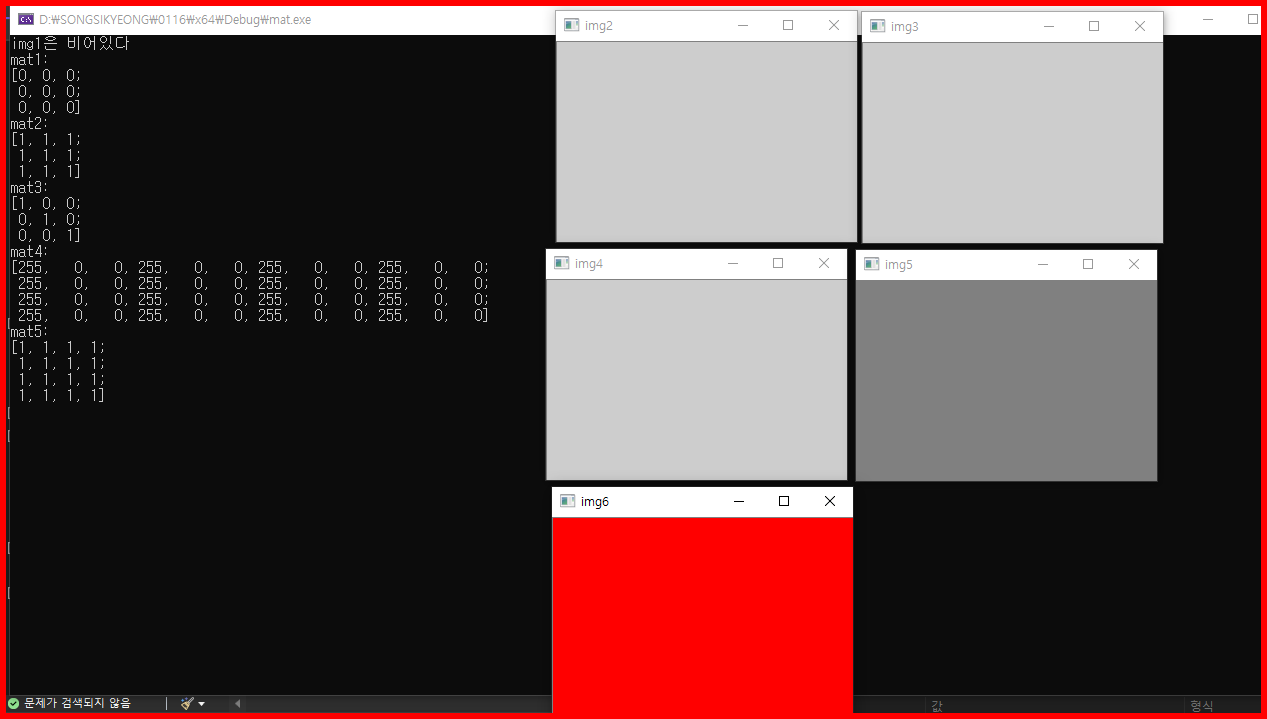 D:₩SONGSIKYEONG₩0116₩x64₩Debug₩mat.exe
img1은 비어있다
mat1:
[0, 0, 0;
 0, 0, 0;
 0, 0, 0]
mat2:
[1, 1, 1;
 1, 1, 1;
 1, 1, 1]
mat3:
[1, 0, 0;
 0, 1, 0;
 0, 0, 1]
mat4:
[255,   0,   0, 255,   0,   0, 255,   0,   0, 255,   0,   0;
 255,   0,   0, 255,   0,   0, 255,   0,   0, 255,   0,   0;
 255,   0,   0, 255,   0,   0, 255,   0,   0, 255,   0,   0;
 255,   0,   0, 255,   0,   0, 255,   0,   0, 255,   0,   0]
mat5:
[1, 1, 1, 1;
 1, 1, 1, 1;
 1, 1, 1, 1;
 1, 1, 1, 1]
img2
img3
img4
img5
img6
문제가 검색되지 않음
값
형식